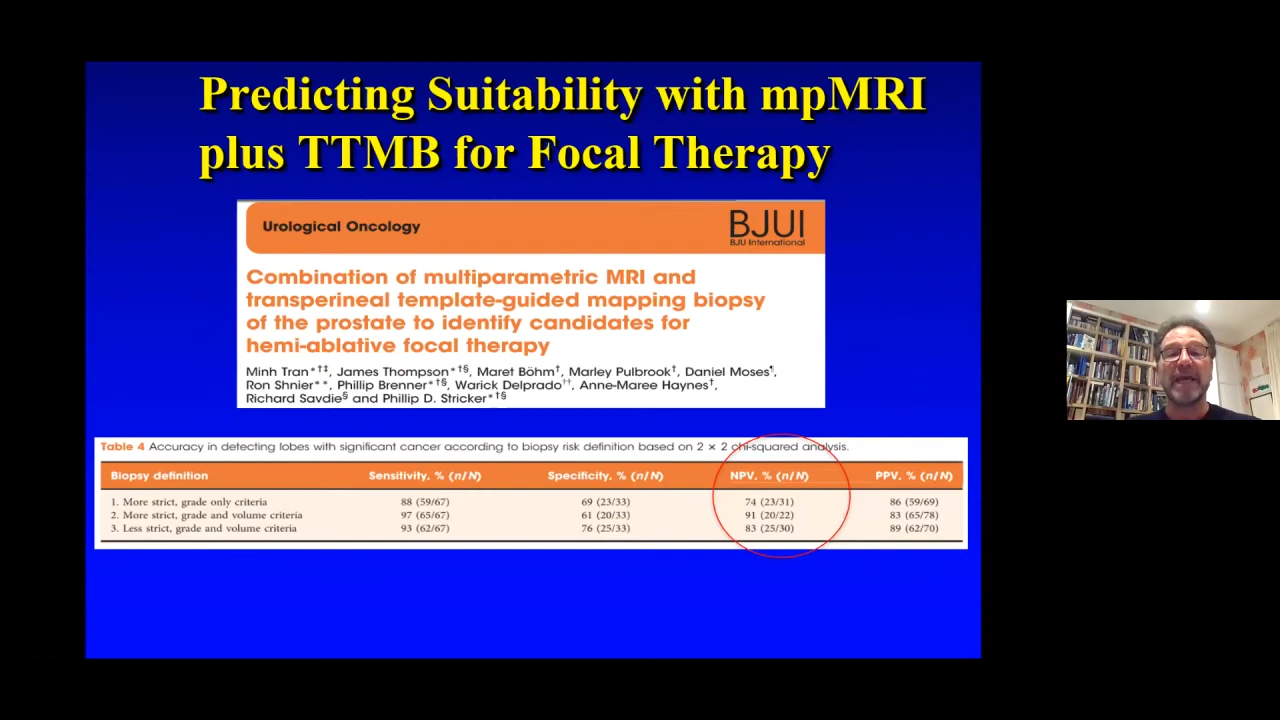 Predicting Suitability with mpMRI
plus TTMB for Focal Therapy
Urological Oncology
BJUI
BJU International
Combination of multiparametric MRI and
transperineal template-guided mapping biopsy
of the prostate to identify candidates for
hemi-ablative focal therapy
Minh Tran*†‡, James Thompson*†§, Maret Böhm†, Marley Pulbrook†, Daniel Moses¶,
Ron Shnier**, Phillip Brenner*†§, Warick Delprado††, Anne-Maree Haynes†,
Richard Savdie§ and Phillip D. Stricker*†§
Table 4 Accuracy in detecting lobes with significant cancer according to biopsy risk definition based on 2 × 2 chi-squared analysis.
Biopsy definition Sensitivity, % (n/N) Specificity, % (n/N) NPV, % (n/N) PPV, % (n/N)
1. More strict, grade only criteria 88 (59/67) 69 (23/33) 74 (23/31) 86 (59/69)
2. More strict, grade and volume criteria 97 (65/67) 61 (20/33) 91 (20/22) 83 (65/78)
3. Less strict, grade and volume criteria 93 (62/67) 76 (25/33) 83 (25/30) 89 (62/70)